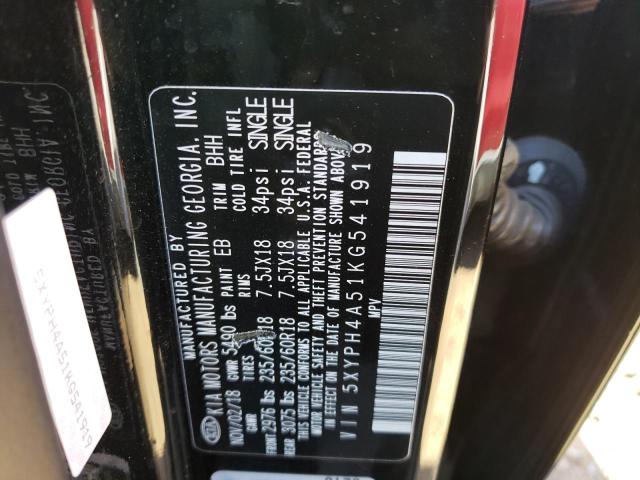 MANUFACTURED BY
KIA MOTORS MANUFACTURING GEORGIA, INC.
NOV/02/18 PAINT EB TRIM BHH
GVWR lbs
GAWR TIRES RIMS COLD TIRE INFL
FRONT 2976 lbs 235/60R18 7.5JX18 34psi SINGLE
REAR 3075 lbs 235/60R18 7.5JX18 34psi SINGLE
THIS VEHICLE CONFORMS TO ALL APPLICABLE U.S.A. FEDERAL
MOTOR VEHICLE SAFETY AND THEFT PREVENTION STANDARDS
IN EFFECT ON THE DATE OF MANUFACTURE SHOWN ABOVE.
VIN 5XYPH4A51KG541919
MPV
5XYPH4A51KG541919